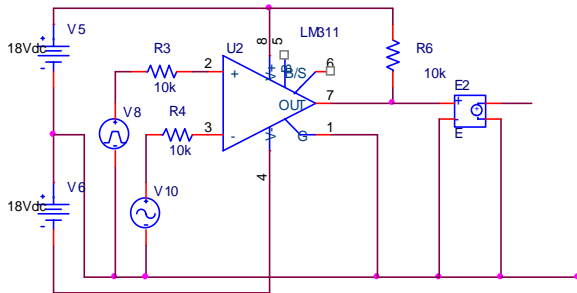 V5
18Vdc
R3
10k
2
U2
8
5
LM311
B
B/S
6
V+
+
OUT
7
R6
10k
E2
E
V8
R4
10k
3
-
V-
G
1
4
V10
V6
18Vdc